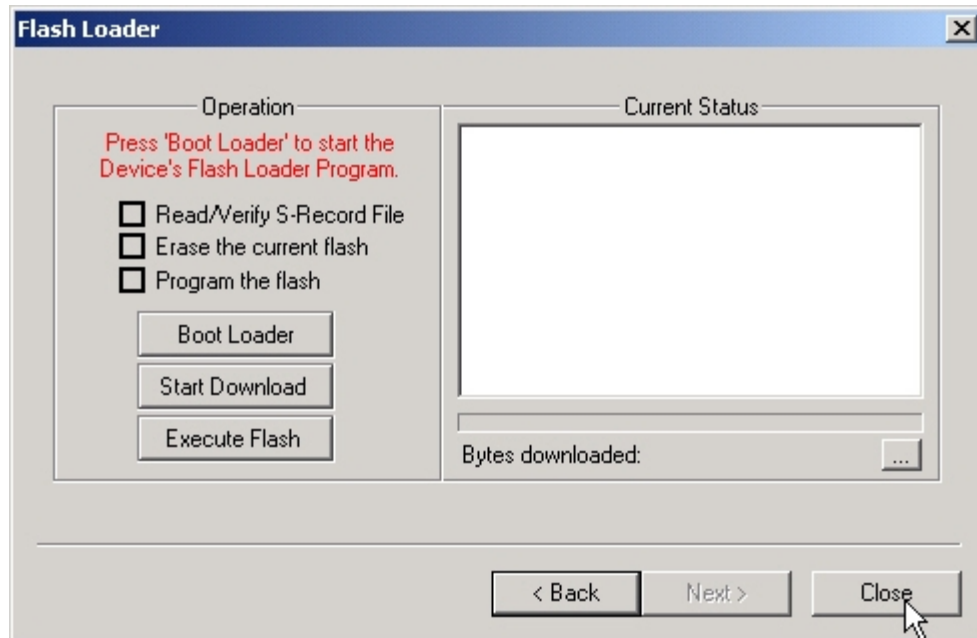 Flash Loader
Operation
Press 'Boot Loader' to start the
Device's Flash Loader Program.
Read/Verify S-Record File
Erase the current flash
Program the flash
Boot Loader
Start Download
Execute Flash
Current Status
Bytes downloaded:
...
< Back
Next >
Close